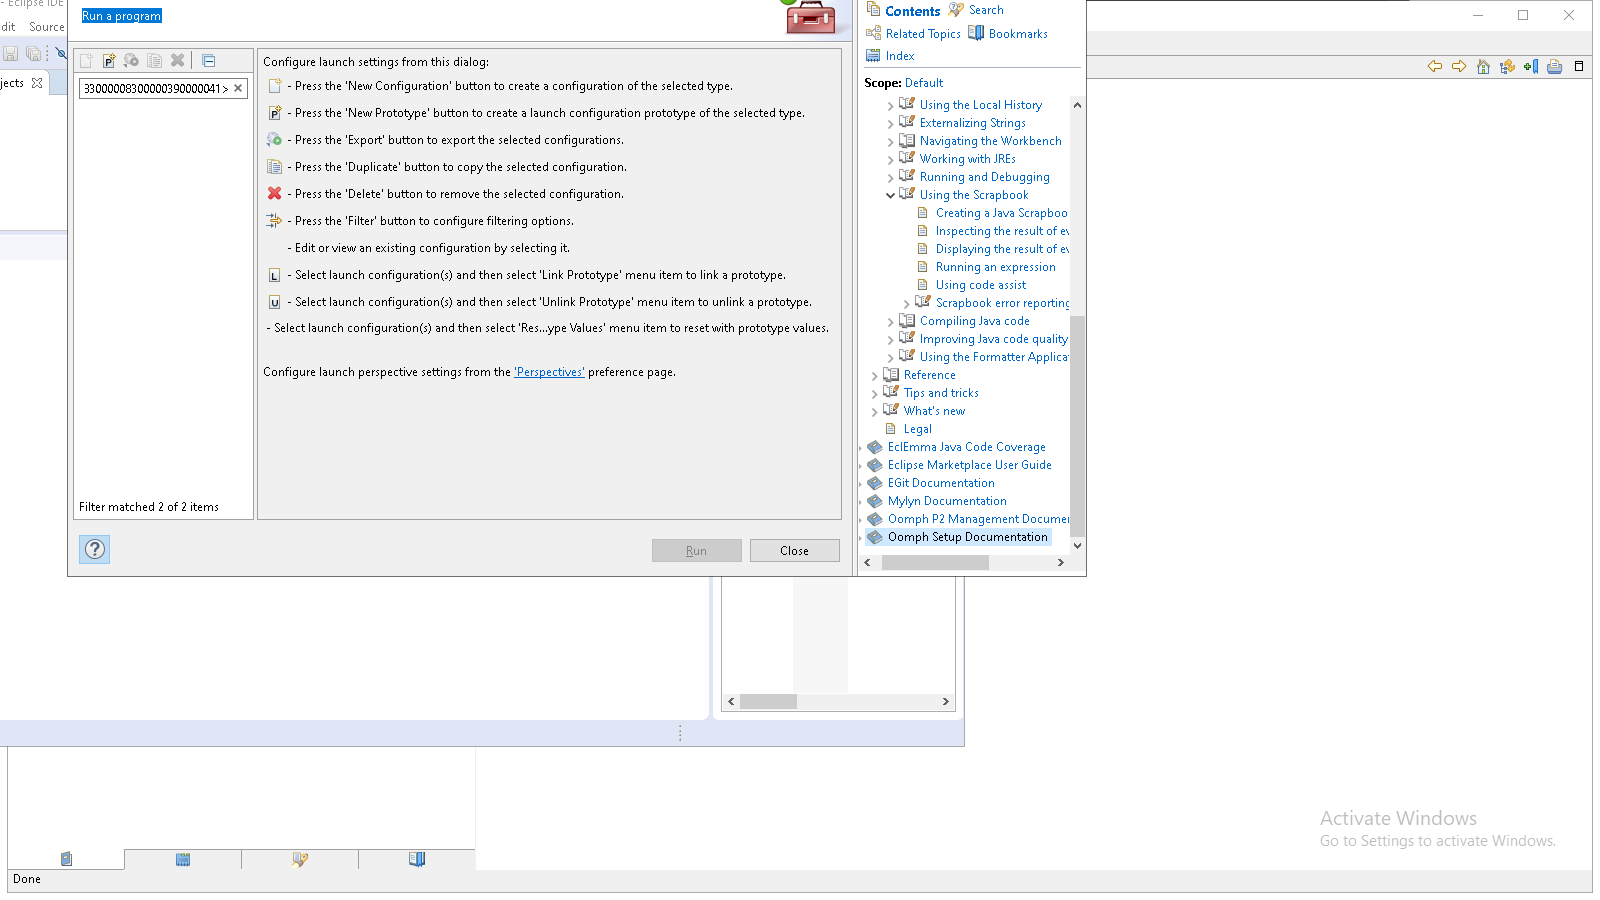 - Eclipse IDE
dit Source
jects
Run a program
33000008300000390000041>
Filter matched 2 of 2 items
Configure launch settings from this dialog:
- Press the 'New Configuration' button to create a configuration of the selected type.
- Press the 'New Prototype' button to create a launch configuration prototype of the selected type.
- Press the 'Export' button to export the selected configurations.
- Press the 'Duplicate' button to copy the selected configuration.
- Press the 'Delete' button to remove the selected configuration.
- Press the 'Filter' button to configure filtering options.
- Edit or view an existing configuration by selecting it.
- Select launch configuration(s) and then select 'Link Prototype' menu item to link a prototype.
- Select launch configuration(s) and then select 'Unlink Prototype' menu item to unlink a prototype.
- Select launch configuration(s) and then select 'Res...ype Values' menu item to reset with prototype values.
Configure launch perspective settings from the 'Perspectives' preference page.
Run
Close
Contents Search
Related Topics Bookmarks
Index
Scope: Default
Using the Local History
Externalizing Strings
Navigating the Workbench
Working with JREs
Running and Debugging
Using the Scrapbook
Creating a Java Scrapboo
Inspecting the result of ev
Displaying the result of ev
Running an expression
Using code assist
Scrapbook error reporting
Compiling Java code
Improving Java code quality
Using the Formatter Applica
Reference
Tips and tricks
What's new
Legal
EclEmma Java Code Coverage
Eclipse Marketplace User Guide
EGit Documentation
Mylyn Documentation
Oomph P2 Management Documen
Oomph Setup Documentation
Activate Windows
Go to Settings to activate Windows.
Done